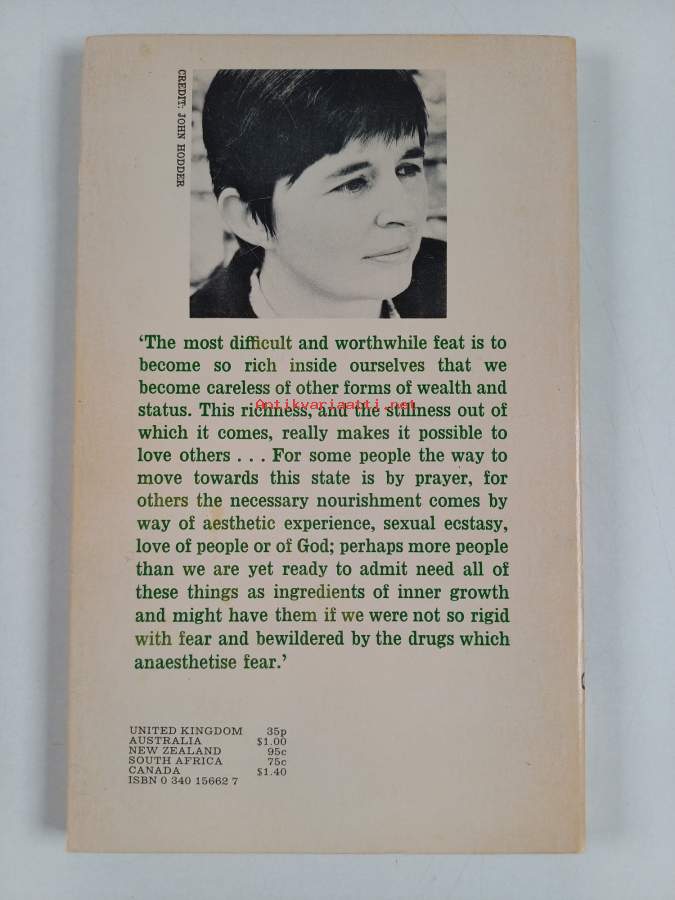 CREDIT: JOHN HODDER
‘The most difficult and worthwhile feat is to
become so rich inside ourselves that we
become careless of other forms of wealth and
status. This richness, and the stillness out of
Antikvariaatti.net
which it comes, really makes it possible to
love others . . . For some people the way to
move towards this state is by prayer, for
others the necessary nourishment comes by
way of aesthetic experience, sexual ecstasy,
love of people or of God; perhaps more people
than we are yet ready to admit need all of
these things as ingredients of inner growth
and might have them if we were not so rigid
with fear and bewildered by the drugs which
anaesthetise fear.’
UNITED KINGDOM 35p
AUSTRALIA $1.00
NEW ZEALAND 95c
SOUTH AFRICA 75c
CANADA $1.40
ISBN 0 340 15662 7